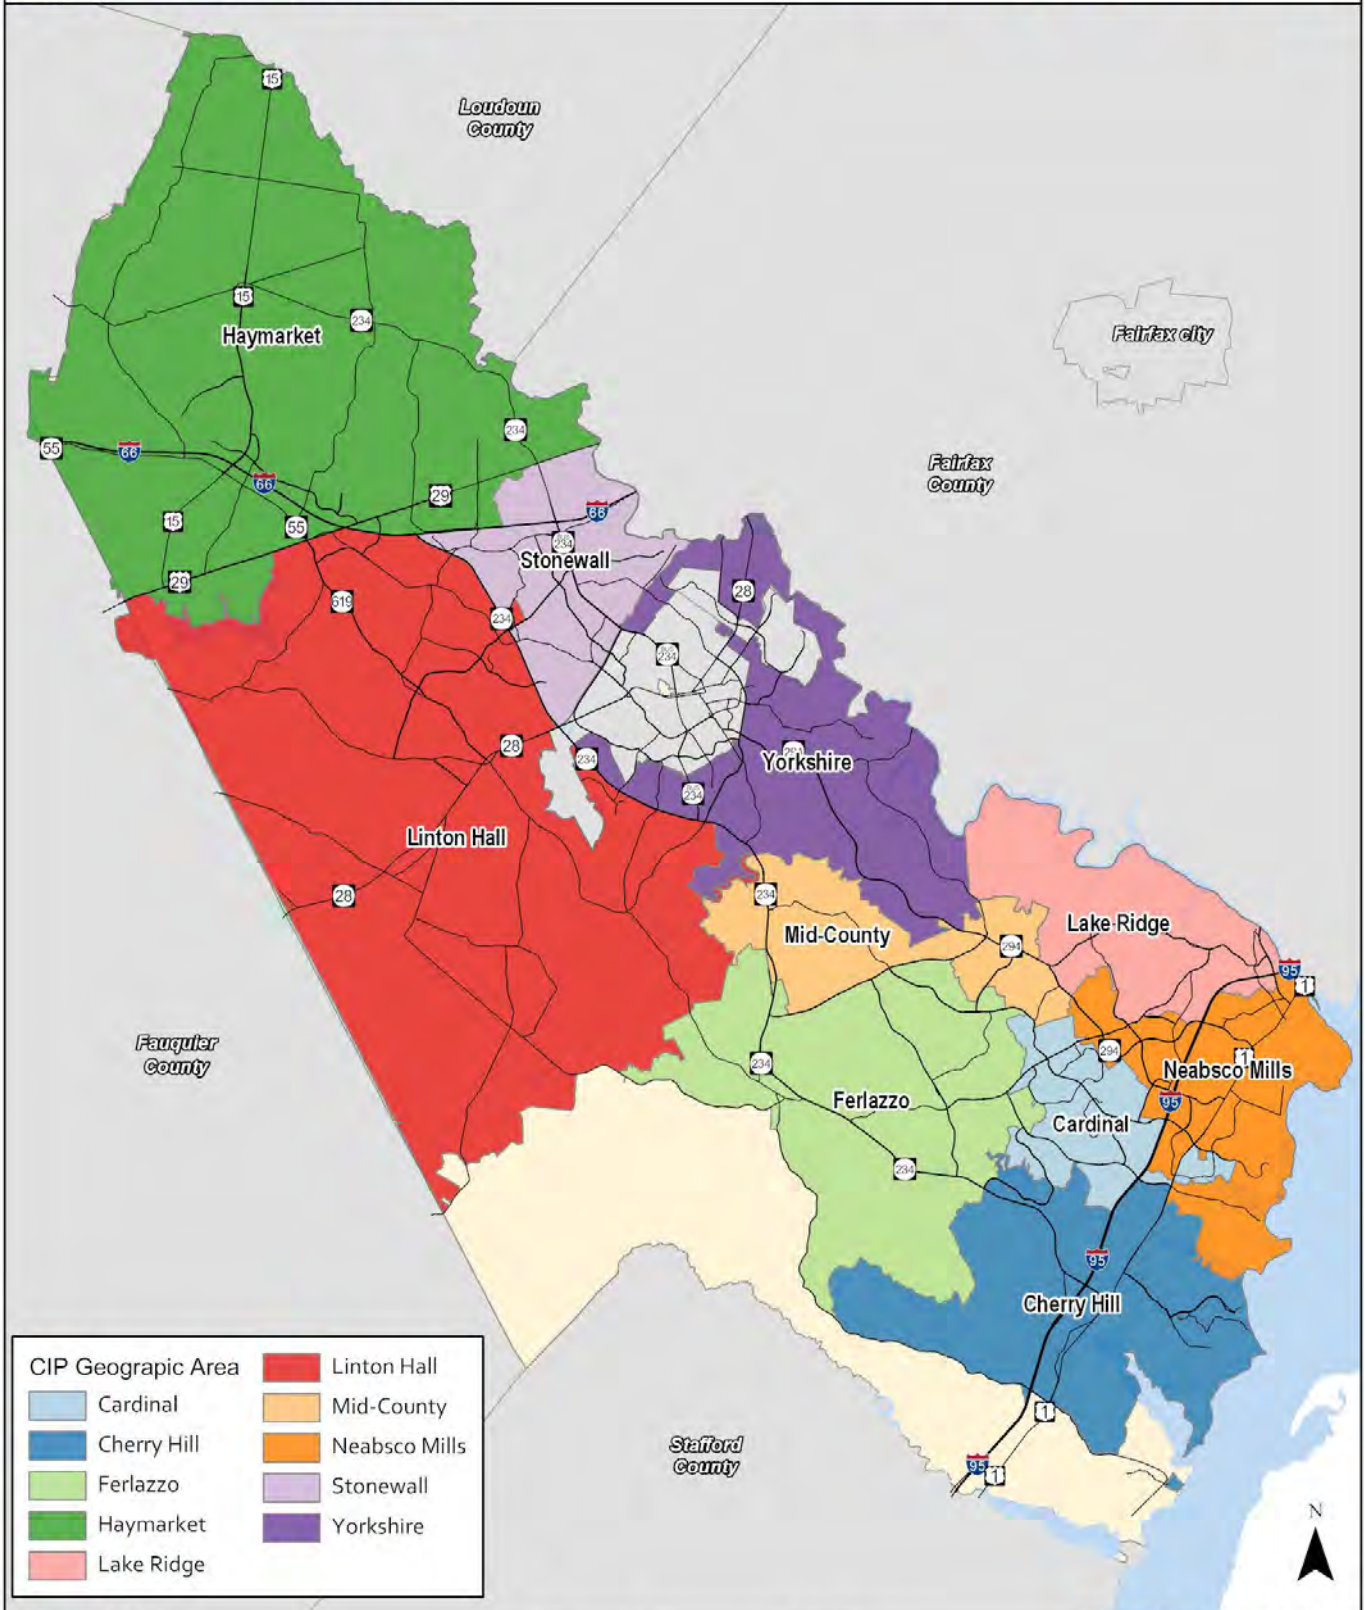 15
Loudoun
County
15
234
Haymarket
Fairfax city
234
55
66
66
29
Fairfax
County
15
55
66
234
Stonewall
29
28
619
234
234
28
234
Yorkshire
234
Linton Hall
28
234
Mid-County
Lake Ridge
294
95
1
Fauquier
County
234
294
1
Neabsco Mills
Ferlazzo
95
Cardinal
234
95
Cherry Hill
1
Stafford
County
95
1
CIP Geograpic Area
Cardinal
Cherry Hill
Ferlazzo
Haymarket
Lake Ridge
Linton Hall
Mid-County
Neabsco Mills
Stonewall
Yorkshire
N